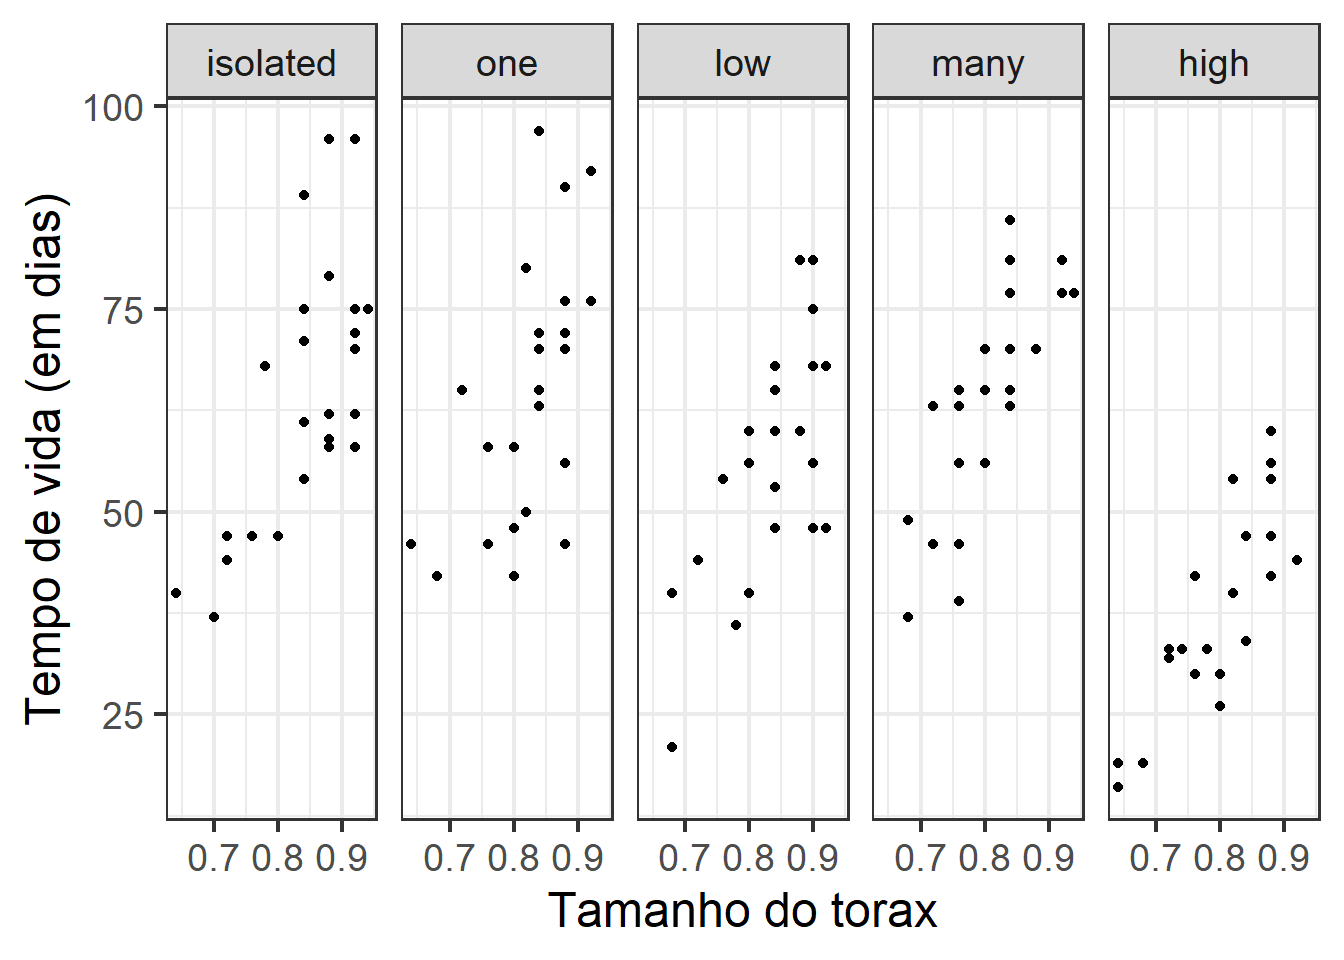 isolated one low many high
100
75
50
25
Tempo de vida (em dias)
0.7 0.8 0.9 0.7 0.8 0.9 0.7 0.8 0.9 0.7 0.8 0.9 0.7 0.8 0.9
Tamanho do torax